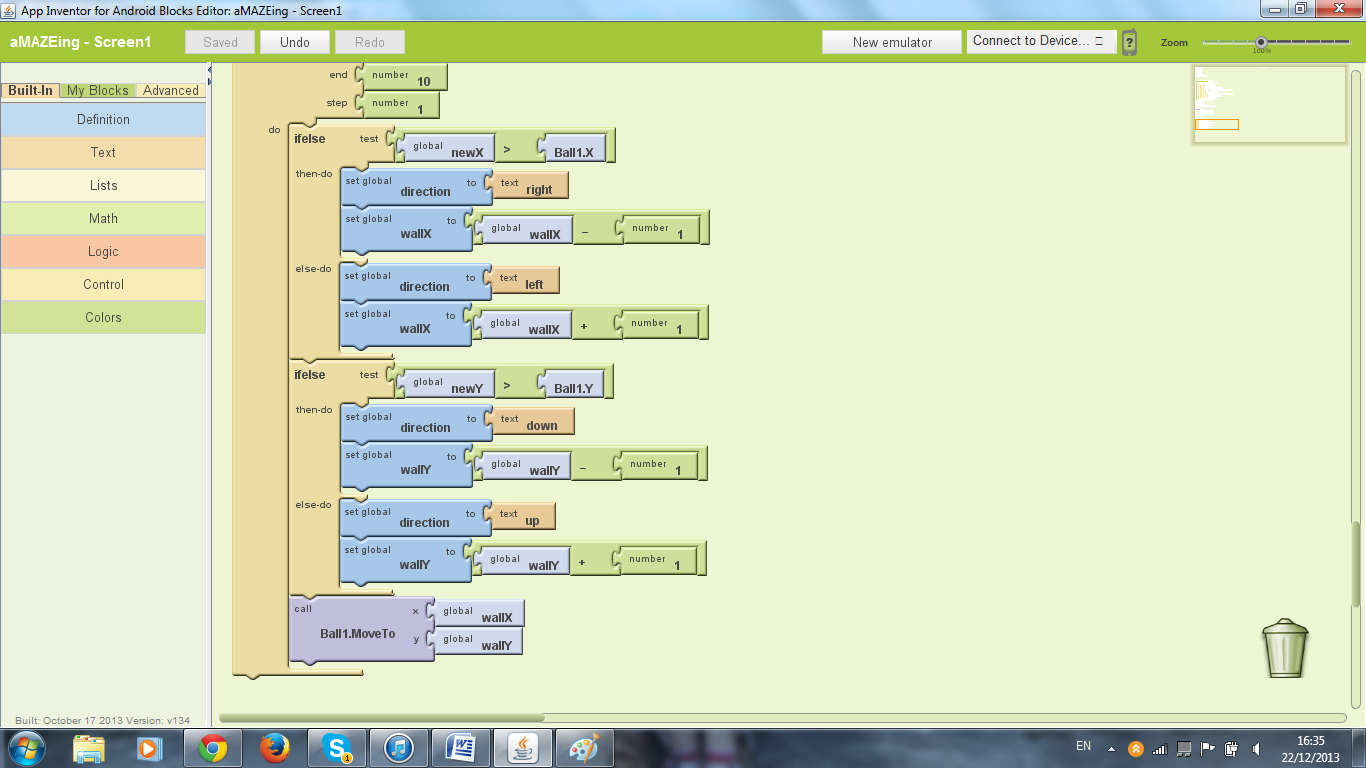 App Inventor for Android Blocks Editor: aMAZEing - Screen1
aMAZEing - Screen1
Saved
Undo
Redo
New emulator
Connect to Device...
Zoom
100%
Built-In
My Blocks
Advanced
Definition
Text
Lists
Math
Logic
Control
Colors
end number 10
step number 1
do
ifelse test global newX > Ball1.X
then-do set global direction to text right
set global wallX to global wallX - number 1
else-do set global direction to text left
set global wallX to global wallX + number 1
ifelse test global newY > Ball1.Y
then-do set global direction to text down
set global wallY to global wallY - number 1
else-do set global direction to text up
set global wallY to global wallY + number 1
call Ball1.MoveTo x global wallX
y global wallY
Built: October 17 2013 Version: v134
EN
16:35
22/12/2013